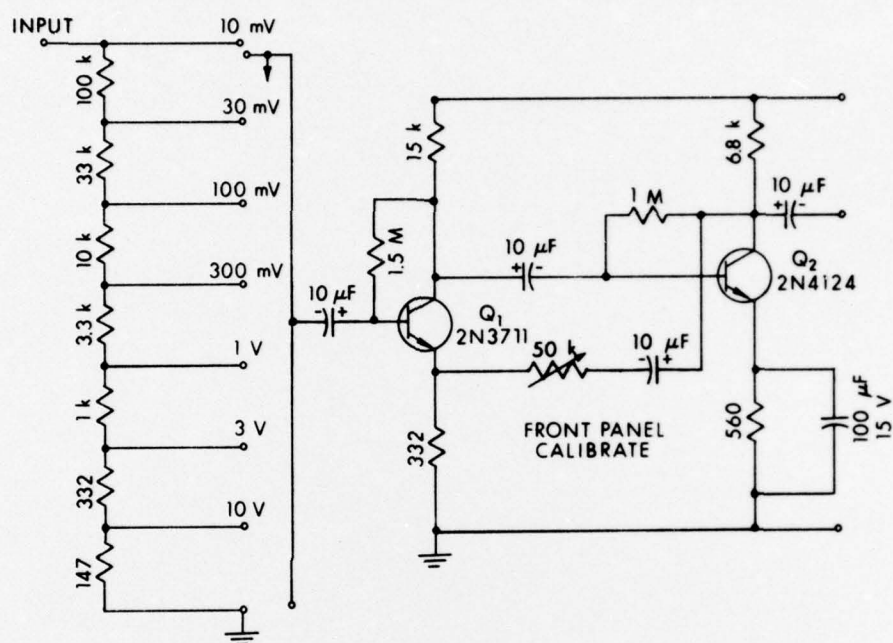 INPUT
10 mV
100 k
30 mV
33 k
100 mV
10 k
300 mV
3.3 k
1 V
1 k
3 V
332
10 V
147
10 μF
- +
1.5 M
15 k
Q1
2N3711
332
10 μF
+ -
50 k
10 μF
- +
FRONT PANEL
CALIBRATE
1 M
6.8 k
10 μF
+ -
Q2
2N4124
560
100 μF
15 V